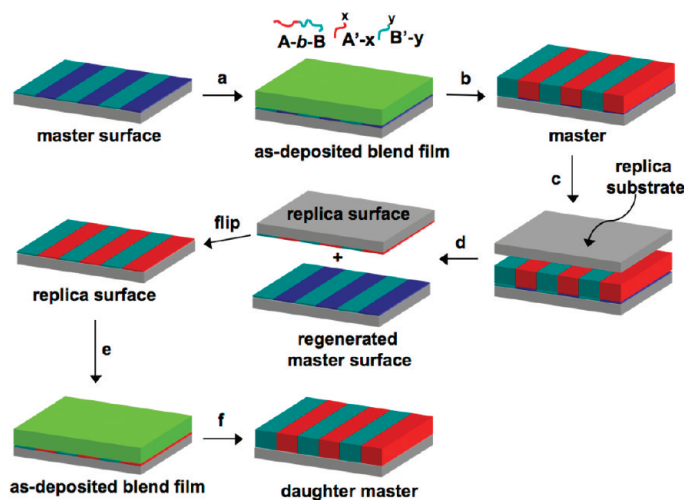 x
y
A-b-B A'-x B'-y
a
b
master surface
as-deposited blend film
master
c
replica
substrate
replica surface
flip
+
d
replica surface
regenerated
master surface
e
f
as-deposited blend film
daughter master